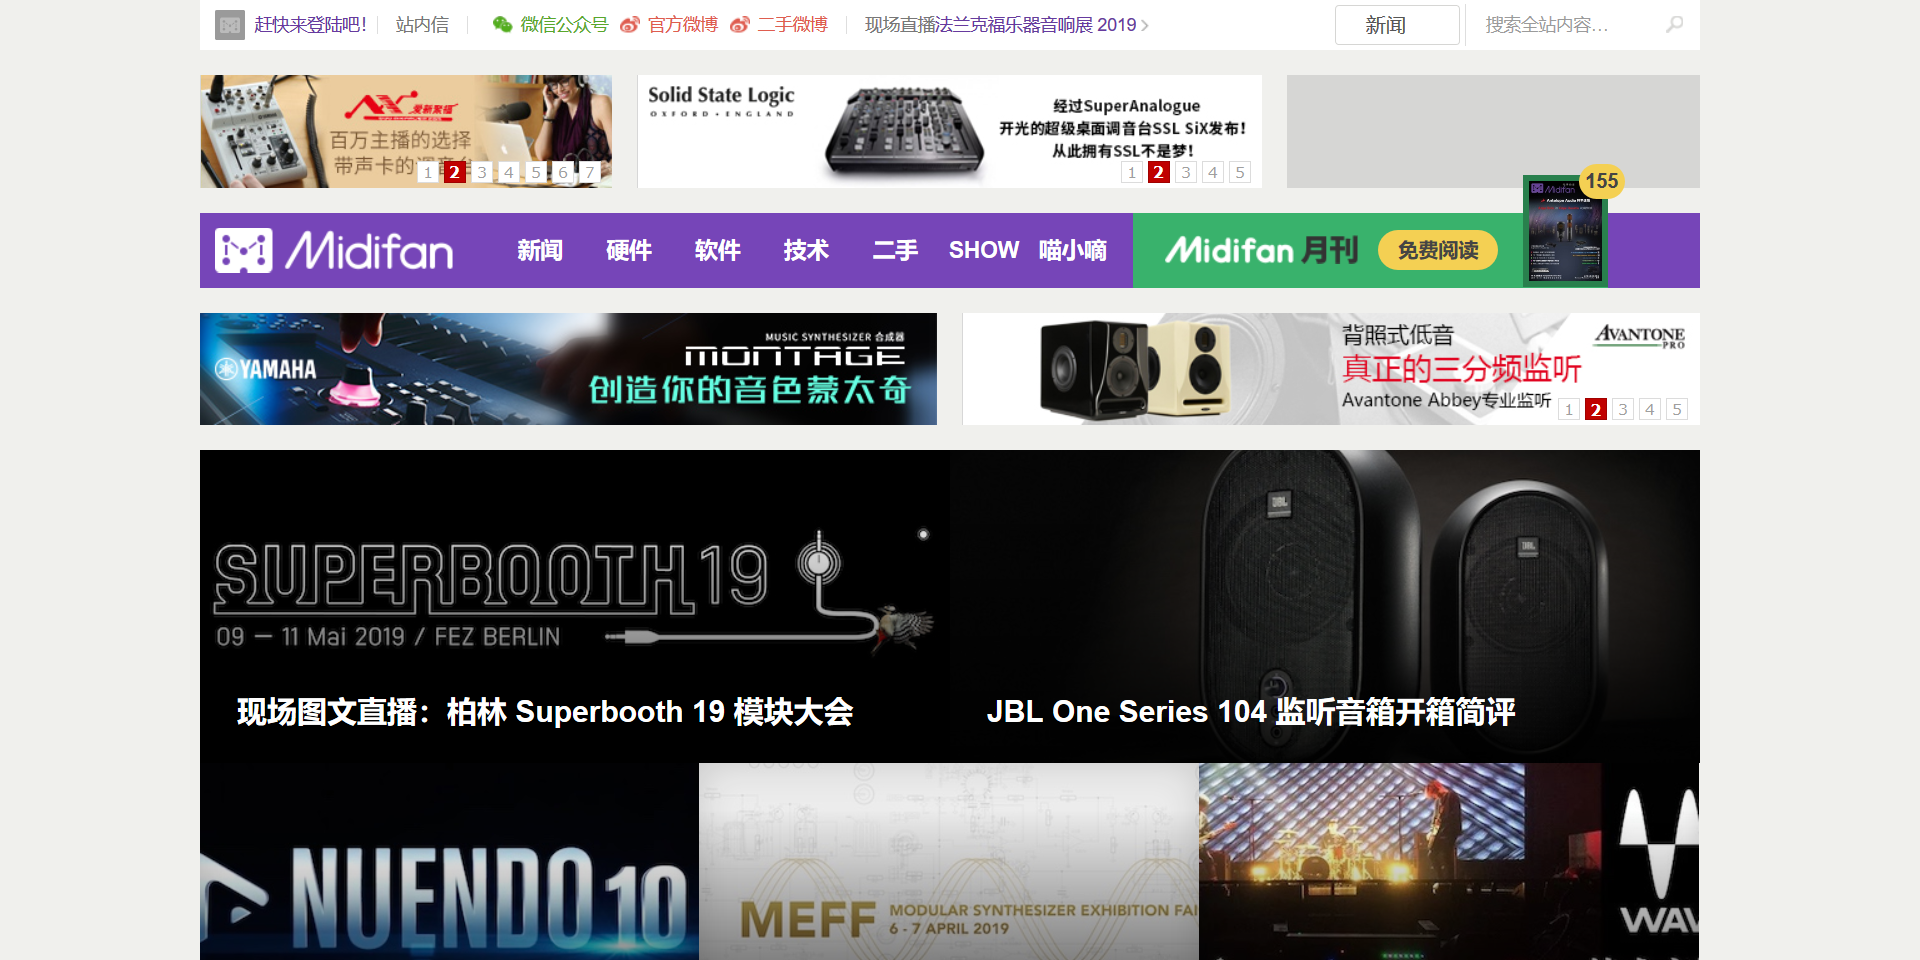 赶快来登陆吧!
站内信
微信公众号
官方微博
二手微博
现场直播法兰克福乐器音响展 2019
新闻
搜索全站内容…
爱新聚福
百万主播的选择
带声卡的调音台
1 2 3 4 5 6 7
Solid State Logic
OXFORD • ENGLAND
经过SuperAnalogue
开光的超级桌面调音台SSL SiX发布!
从此拥有SSL不是梦!
1 2 3 4 5
155
Midifan
新闻 硬件 软件 技术 二手 SHOW 喵小嘀
Midifan 月刊
免费阅读
Midifan
YAMAHA
MUSIC SYNTHESIZER 合成器
MONTAGE
创造你的音色蒙太奇
背照式低音
真正的三分频监听
Avantone Abbey专业监听
AVANTONE
PRO
1 2 3 4 5
SUPERBOOTH 19
09 — 11 Mai 2019 / FEZ BERLIN
现场图文直播：柏林 Superbooth 19 模块大会
JBL
JBL
JBL One Series 104 监听音箱开箱简评
NUENDO 10
MEFF
MODULAR SYNTHESIZER EXHIBITION FAI
6 - 7 APRIL 2019
WAV